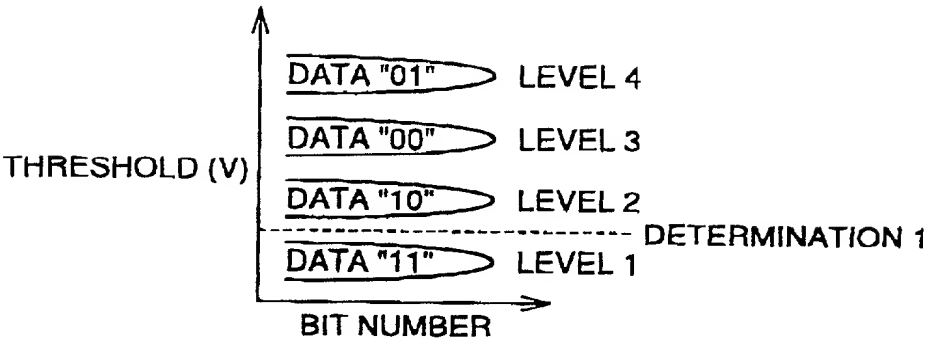 DATA "01" LEVEL 4
DATA "00" LEVEL 3
THRESHOLD (V)
DATA "10" LEVEL 2
DETERMINATION 1
DATA "11" LEVEL 1
BIT NUMBER